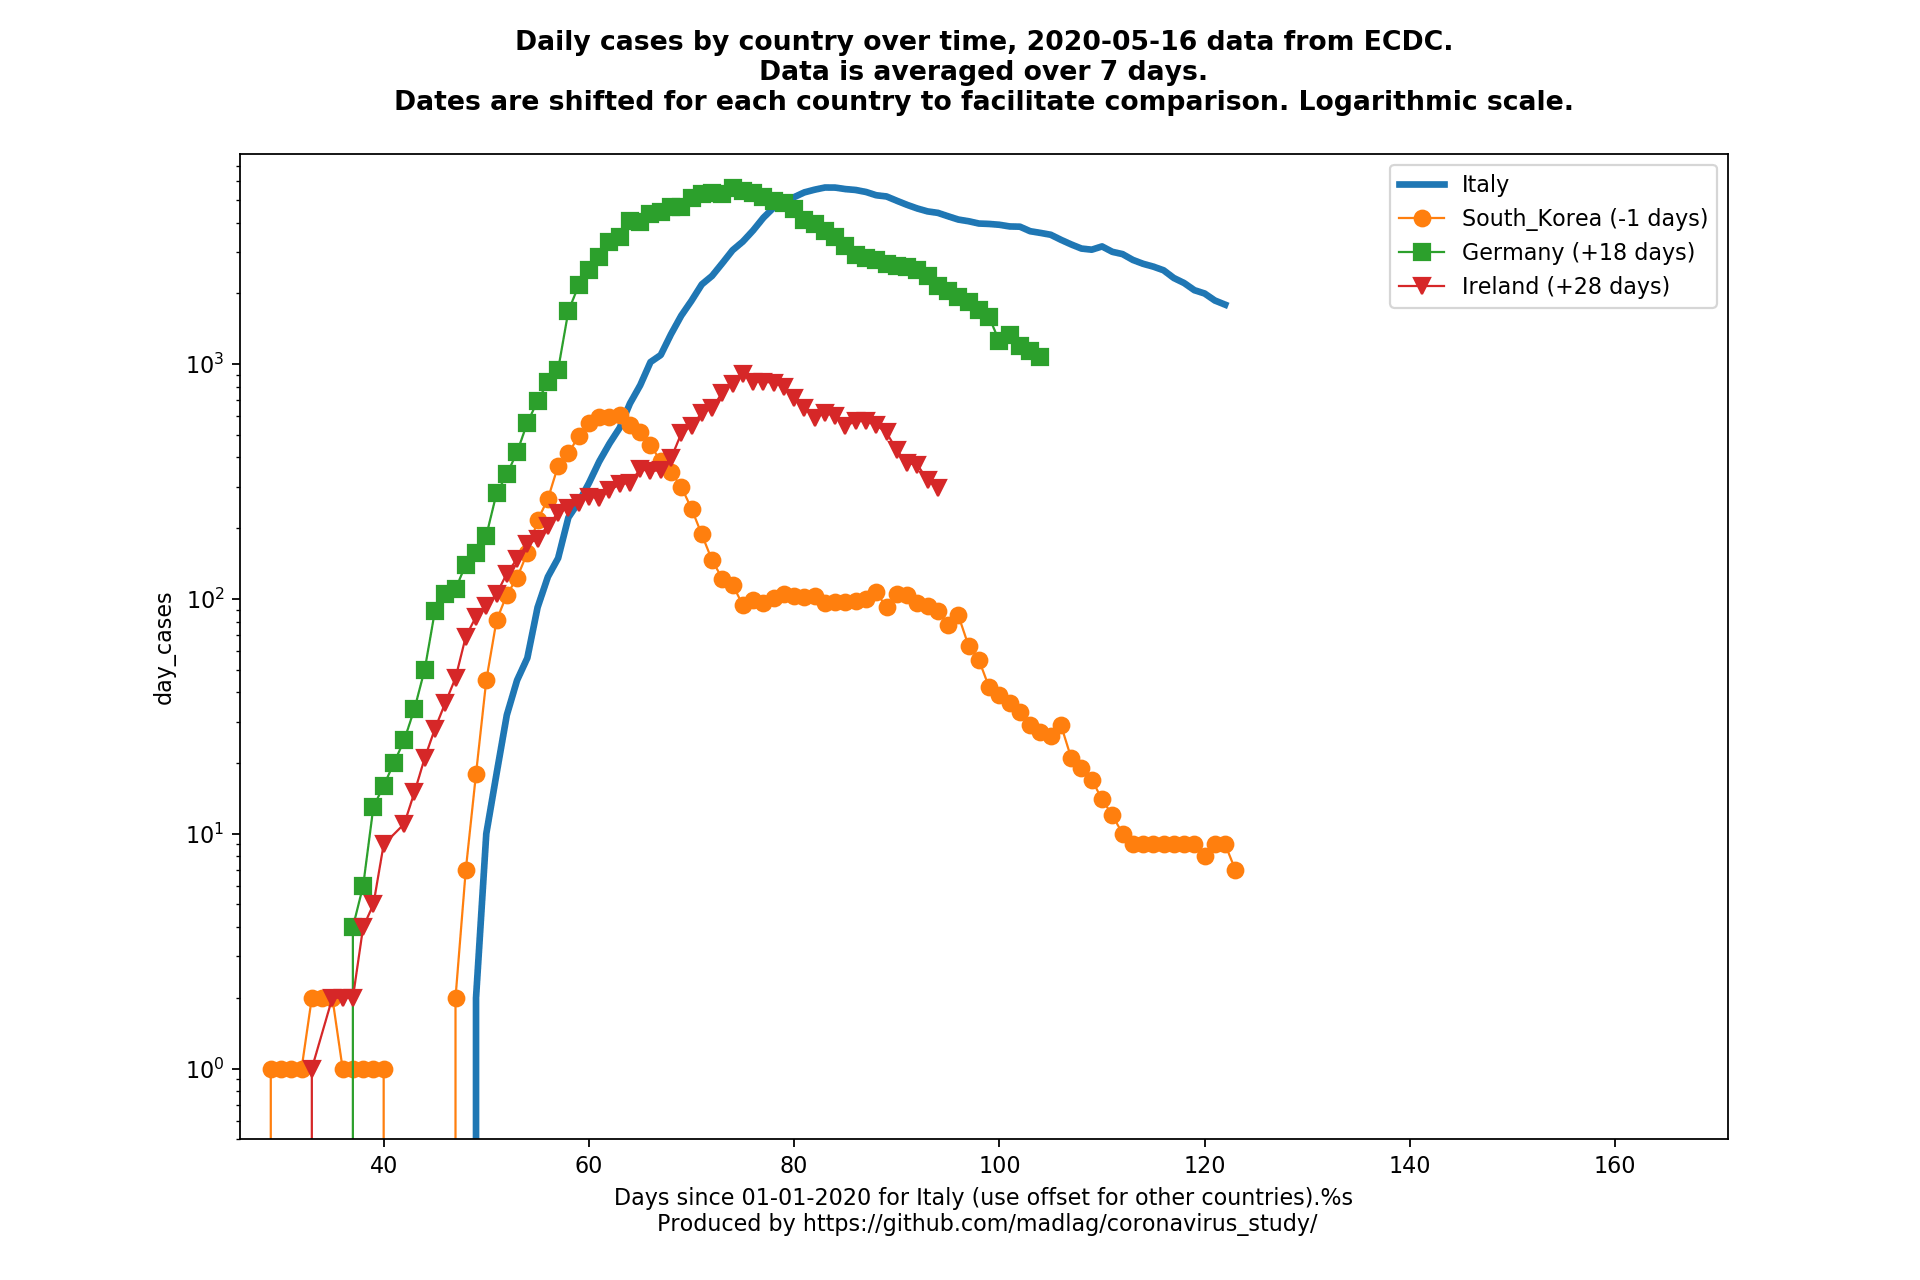 Daily cases by country over time, 2020-05-16 data from ECDC.
Data is averaged over 7 days.
Dates are shifted for each country to facilitate comparison. Logarithmic scale.
Italy
South_Korea (-1 days)
Germany (+18 days)
Ireland (+28 days)
day_cases
10³
10²
10¹
10⁰
40 60 80 100 120 140 160
Days since 01-01-2020 for Italy (use offset for other countries).%s
Produced by https://github.com/madlag/coronavirus_study/